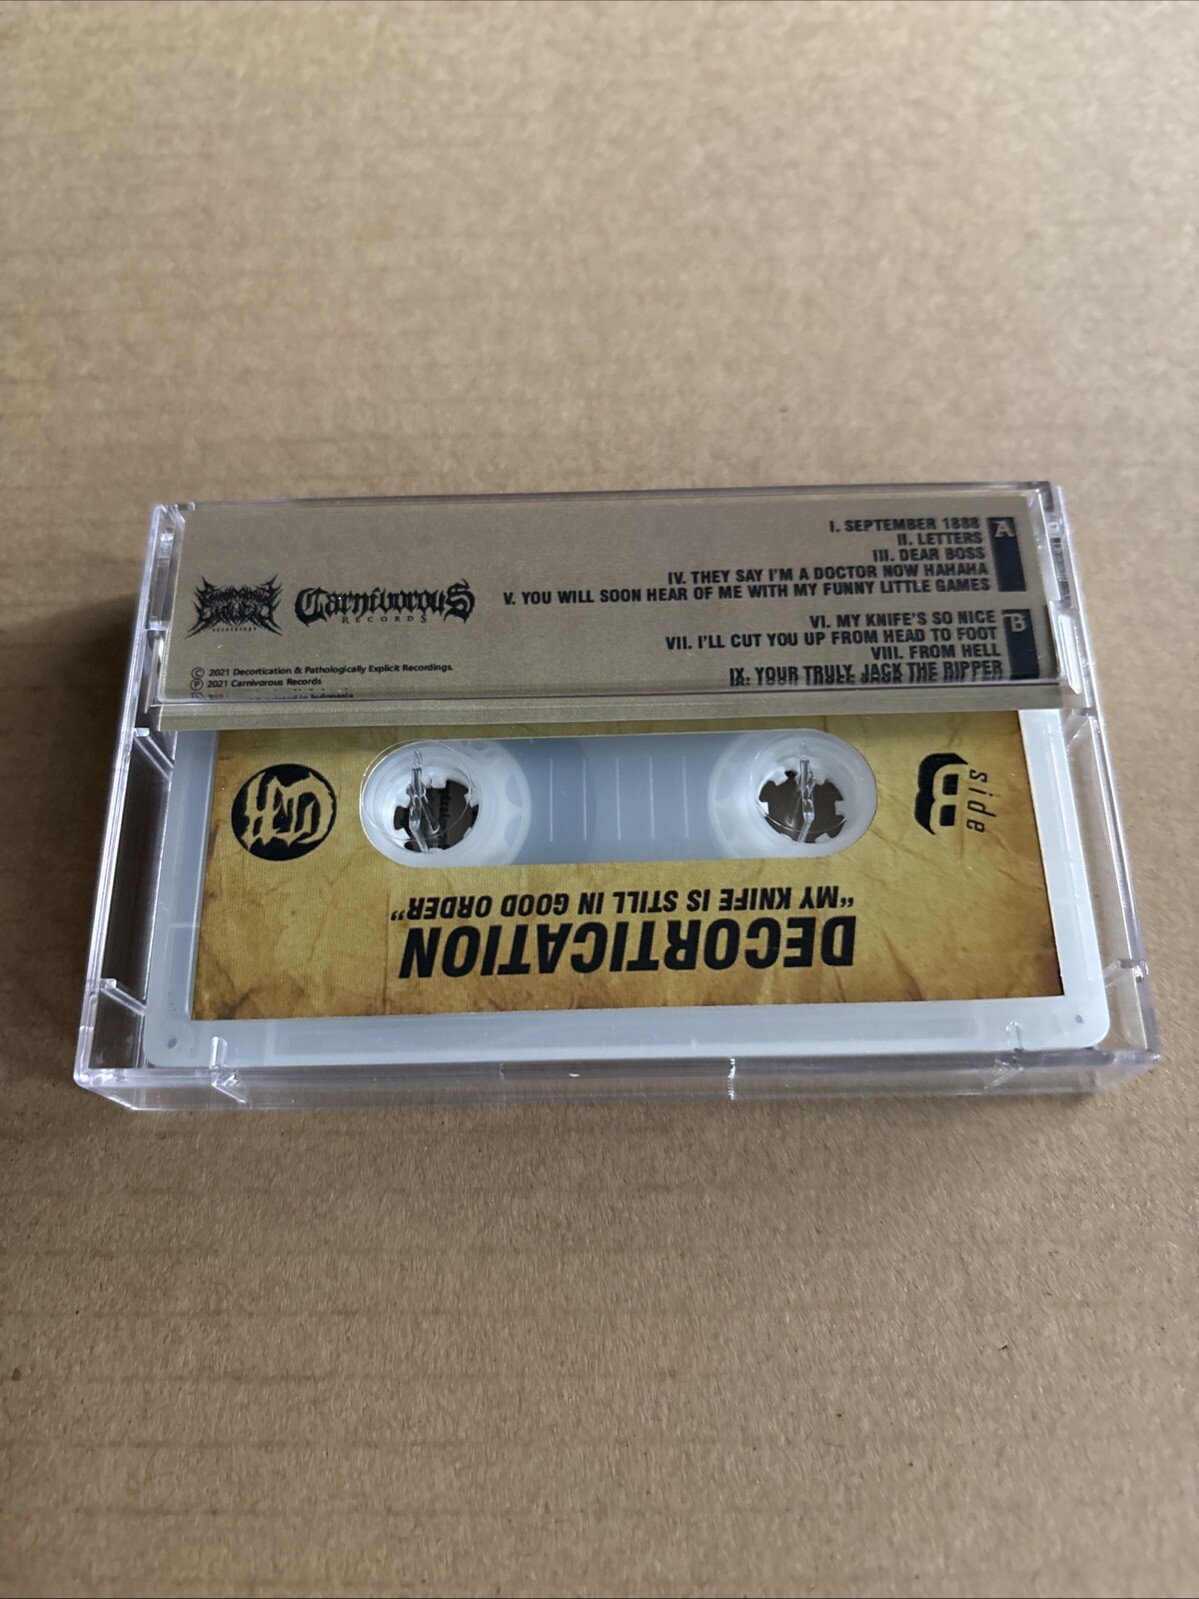 I. SEPTEMBER 1888
II. LETTERS
III. DEAR BOSS
IV. THEY SAY I'M A DOCTOR NOW HAHAHA
V. YOU WILL SOON HEAR OF ME WITH MY FUNNY LITTLE GAMES
A
VI. MY KNIFE'S SO NICE
VII. I'LL CUT YOU UP FROM HEAD TO FOOT
VIII. FROM HELL
IX. YOUR TRULY, JACK THE RIPPER
B
Carnivorous
RECORDS
© 2021 Decortication & Pathologically Explicit Recordings.
℗ 2021 Carnivorous Records
in Indonesia
side
B
DECORTICATION
"MY KNIFE IS STILL IN GOOD ORDER"